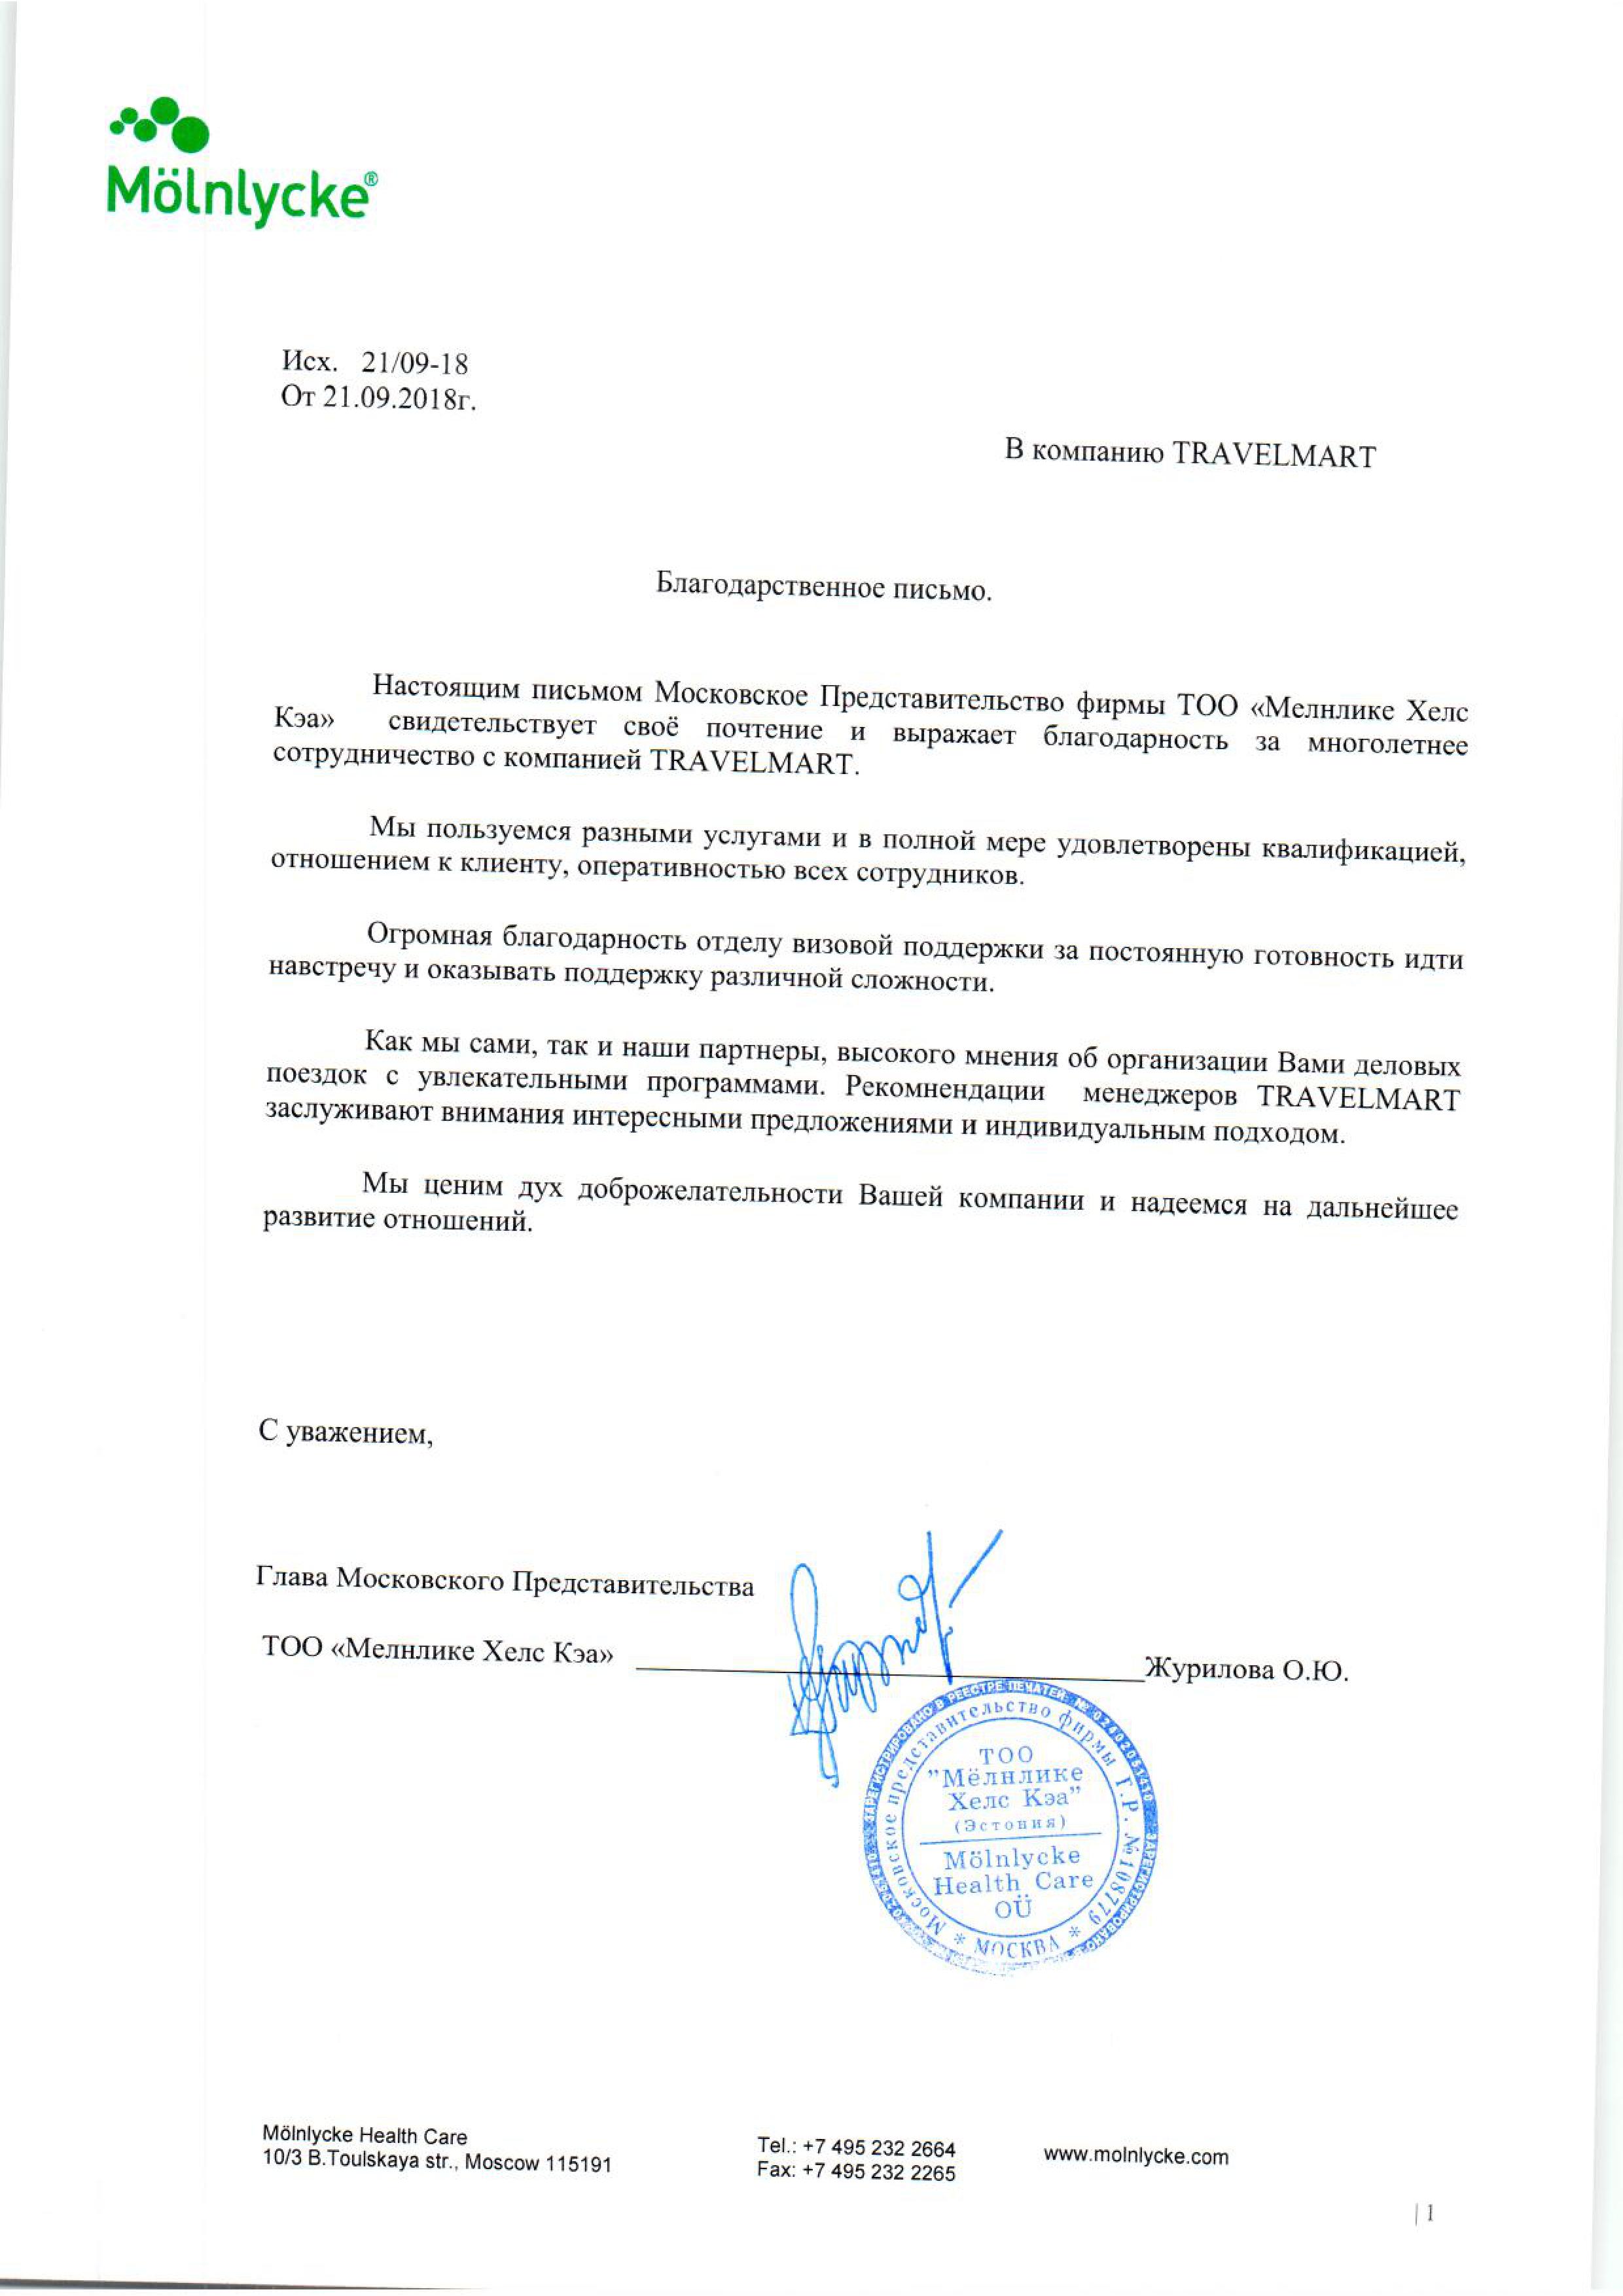 Mölnlycke®
Исх. 21/09-18
От 21.09.2018г.
В компанию TRAVELMART
Благодарственное письмо.
Настоящим письмом Московское Представительство фирмы ТОО «Мелнлике Хелс
Кэа» свидетельствует своё почтение и выражает благодарность за многолетнее
сотрудничество с компанией TRAVELMART.
Мы пользуемся разными услугами и в полной мере удовлетворены квалификацией,
отношением к клиенту, оперативностью всех сотрудников.
Огромная благодарность отделу визовой поддержки за постоянную готовность идти
навстречу и оказывать поддержку различной сложности.
Как мы сами, так и наши партнеры, высокого мнения об организации Вами деловых
поездок с увлекательными программами. Рекомнендации менеджеров TRAVELMART
заслуживают внимания интересными предложениями и индивидуальным подходом.
Мы ценим дух доброжелательности Вашей компании и надеемся на дальнейшее
развитие отношений.
С уважением,
Глава Московского Представительства
ТОО «Мелнлике Хелс Кэа» Журилова О.Ю.
ЗАРЕГИСТРИРОВАНО В РЕЕСТРЕ ПЕЧАТЕЙ
Московское представительство фирмы Г.Р. №108779
* МОСКВА *
ТОО
"Мёлнлике
Хелс Кэа"
(Эстония)
Mölnlycke
Health Care
OÜ
Mölnlycke Health Care
10/3 B.Toulskaya str., Moscow 115191
Tel.: +7 495 232 2664
Fax: +7 495 232 2265
www.molnlycke.com
| 1